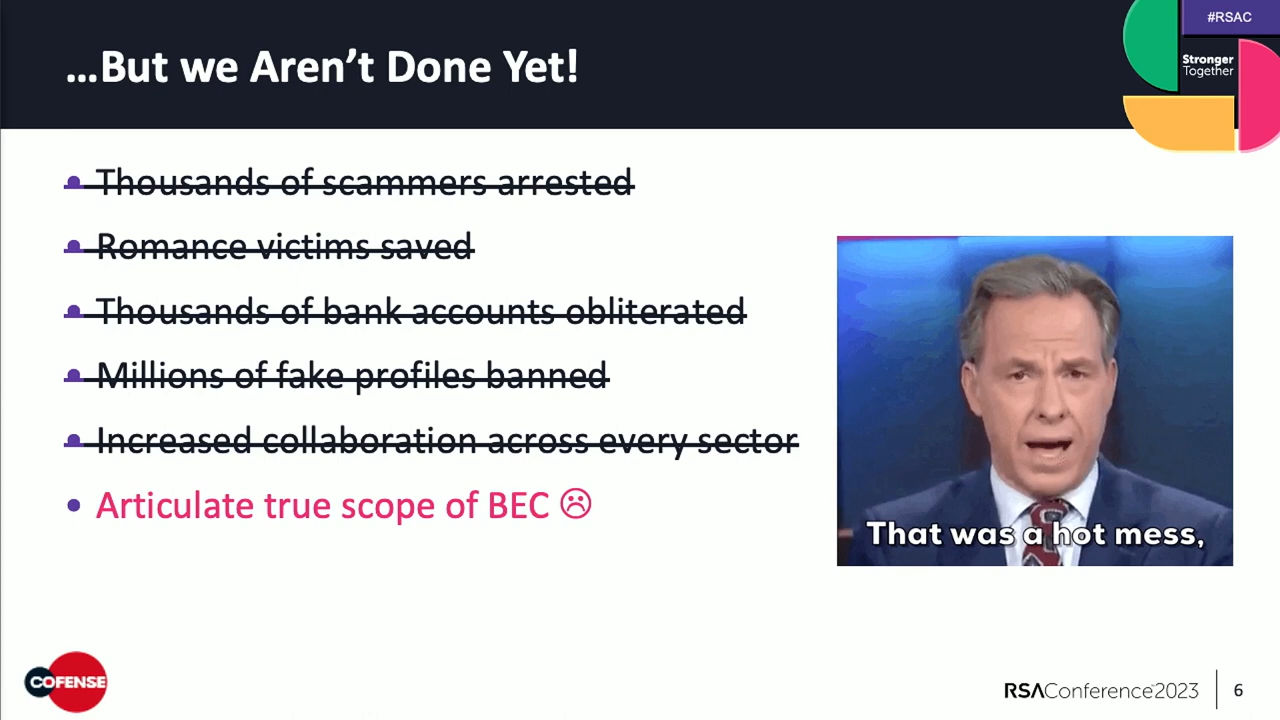 #RSAC
...But we Aren't Done Yet!
Stronger
Together
• Thousands of scammers arrested
• Romance victims saved
• Thousands of bank accounts obliterated
• Millions of fake profiles banned
• Increased collaboration across every sector
• Articulate true scope of BEC ☹
That was a hot mess,
COFENSE
RSAConference™2023
6